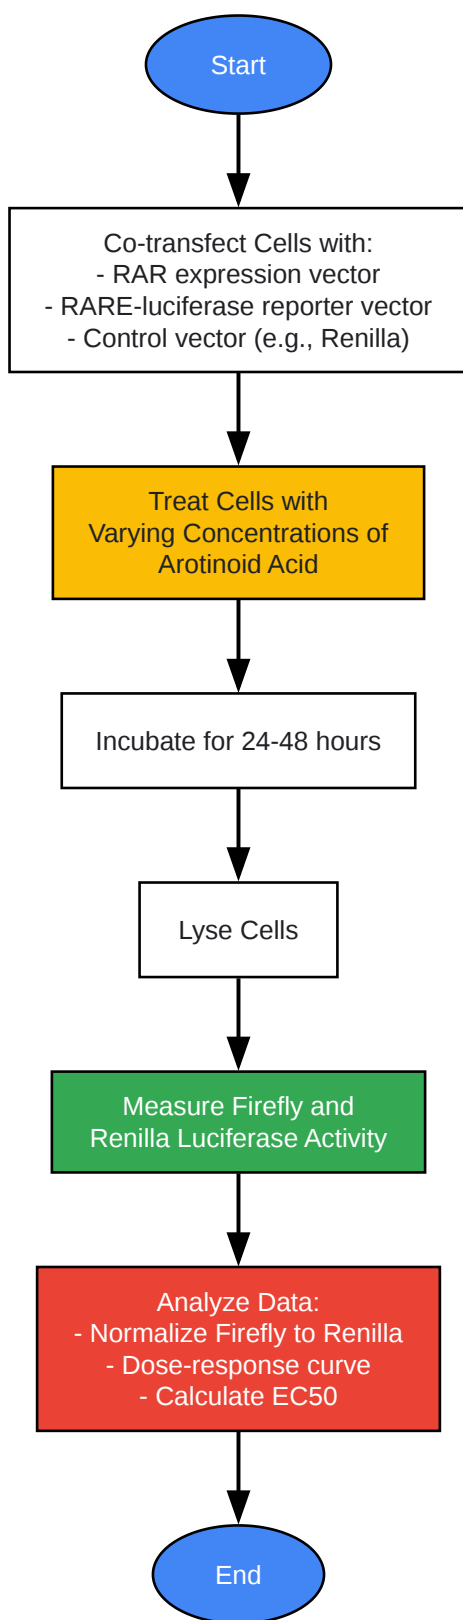 Start
Co-transfect Cells with:
- RAR expression vector
- RARE-luciferase reporter vector
- Control vector (e.g., Renilla)
Treat Cells with
Varying Concentrations of
Arotinoid Acid
Incubate for 24-48 hours
Lyse Cells
Measure Firefly and
Renilla Luciferase Activity
Analyze Data:
- Normalize Firefly to Renilla
- Dose-response curve
- Calculate EC50
End